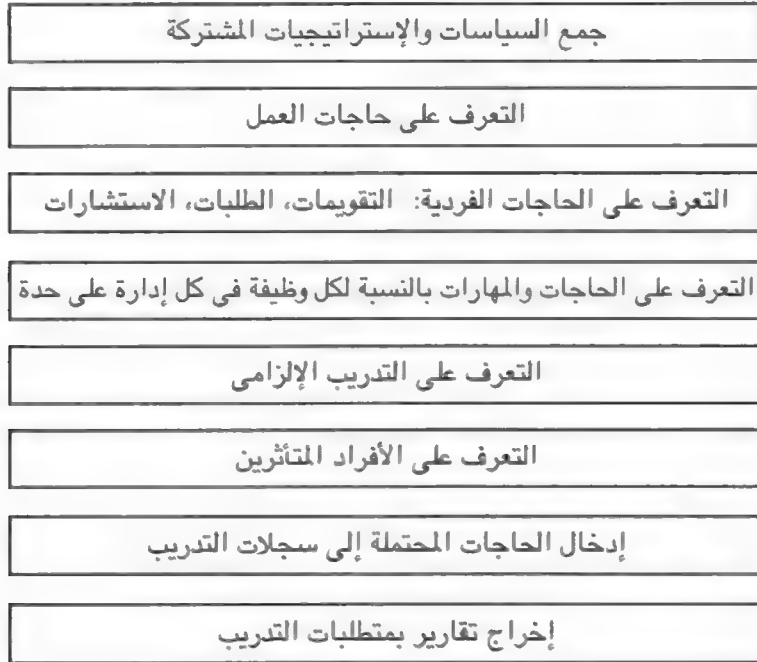 جمع السياسات والإستراتيجيات المشتركة
التعرف على حاجات العمل
التعرف على الحاجات الفردية: التقويمات، الطلبات، الاستشارات
التعرف على الحاجات والمهارات بالنسبة لكل وظيفة فى كل إدارة على حدة
التعرف على التدريب الإلزامى
التعرف على الأفراد المتأثرين
إدخال الحاجات المحتملة إلى سجلات التدريب
إخراج تقارير بمتطلبات التدريب